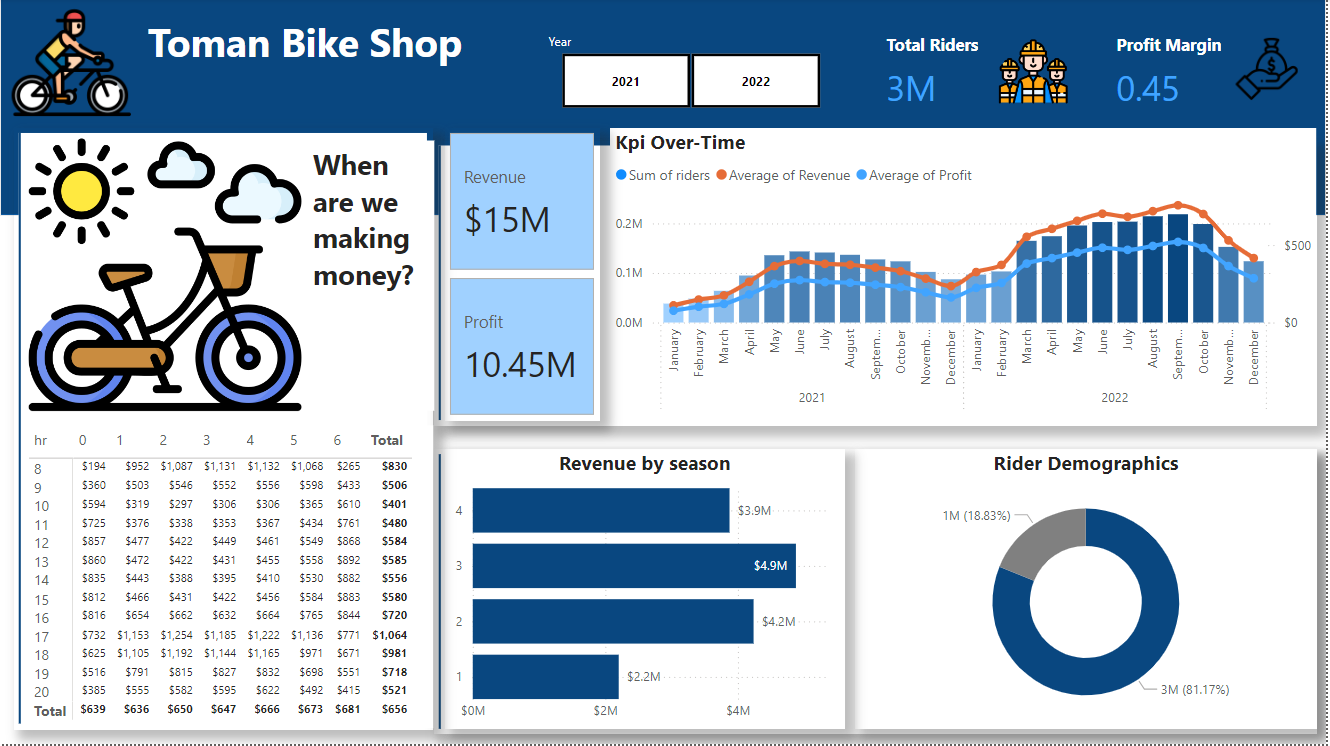 Toman Bike Shop
Year
2021
2022
Total Riders
3M
Profit Margin
0.45
$
When
are we
making
money?
Revenue
$15M
Profit
10.45M
Kpi Over-Time
Sum of riders Average of Revenue Average of Profit
0.2M
0.1M
0.0M
$500
$0
January February March April May June July August Septem... October Novemb... December January February March April May June July August Septem... October Novemb... December
2021 2022
hr 0 1 2 3 4 5 6 Total
8 $194 $952 $1,087 $1,131 $1,132 $1,068 $265 $830
9 $360 $503 $546 $552 $556 $598 $433 $506
10 $594 $319 $297 $306 $306 $365 $610 $401
11 $725 $376 $338 $353 $367 $434 $761 $480
12 $857 $477 $422 $449 $461 $549 $868 $584
13 $860 $472 $422 $431 $455 $558 $892 $585
14 $835 $443 $388 $395 $410 $530 $882 $556
15 $812 $466 $431 $422 $456 $584 $883 $580
16 $816 $654 $662 $632 $664 $765 $844 $720
17 $732 $1,153 $1,254 $1,185 $1,222 $1,136 $771 $1,064
18 $625 $1,105 $1,192 $1,144 $1,165 $971 $671 $981
19 $516 $791 $815 $827 $832 $698 $551 $718
20 $385 $555 $582 $595 $622 $492 $415 $521
Total $639 $636 $650 $647 $666 $673 $681 $656
Revenue by season
4 $3.9M
3 $4.9M
2 $4.2M
1 $2.2M
$0M $2M $4M
Rider Demographics
1M (18.83%)
3M (81.17%)